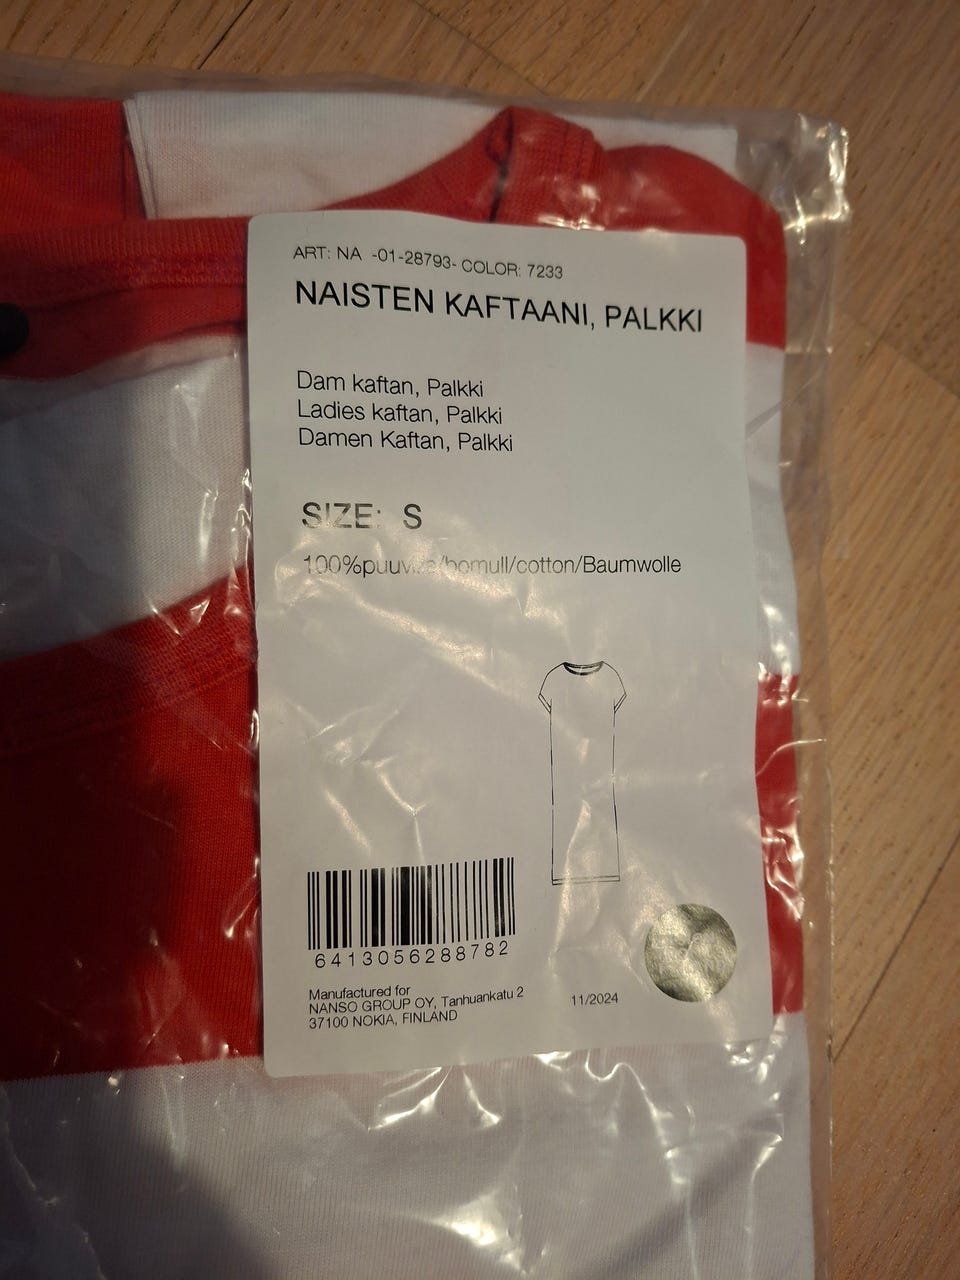 ART: NA -01-28793- COLOR: 7233
NAISTEN KAFTAANI, PALKKI
Dam kaftan, Palkki
Ladies kaftan, Palkki
Damen Kaftan, Palkki
SIZE: S
100%puuvilla/bomull/cotton/Baumwolle
6413056288782
Manufactured for
NANSO GROUP OY, Tanhuankatu 2
37100 NOKIA, FINLAND
11/2024